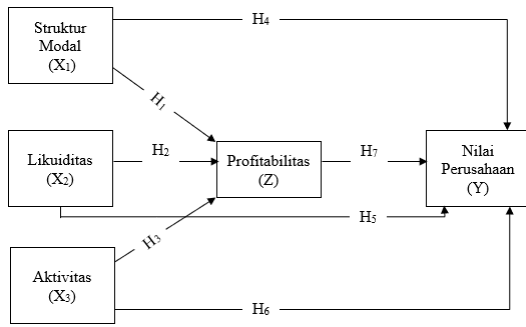 Struktur
Modal
(X₁)
H₄
H₁
Likuiditas
(X₂)
H₂
Profitabilitas
(Z)
H₇
Nilai
Perusahaan
(Y)
H₅
H₃
Aktivitas
(X₃)
H₆